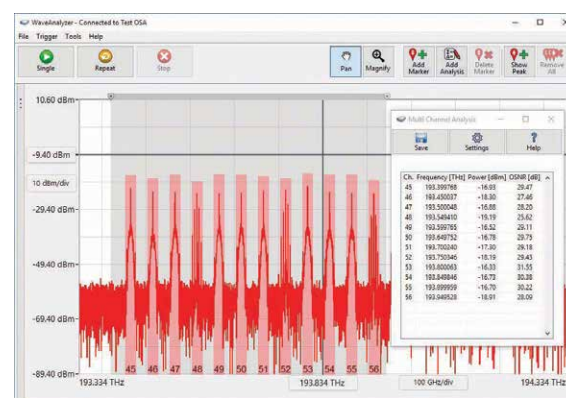 WaveAnalyzer - Connected to Test OSA
File Trigger Tools Help
Single Repeat Stop Pan Magnify Add Marker Add Analysis Delete Marker Show Peak Remove All
10.60 dBm
-9.40 dBm
10 dBm/div
-29.40 dBm
-49.40 dBm
-69.40 dBm
-89.40 dBm
Multi Channel Analysis
Save Settings Help
Ch. Frequency [THz] Power [dBm] OSNR [dB]
45 193.399768 -16.93 29.47
46 193.450037 -18.30 27.46
47 193.500048 -16.88 28.20
48 193.549410 -19.19 25.62
49 193.599765 -16.52 29.11
50 193.649752 -16.78 29.75
51 193.700240 -17.30 29.18
52 193.750346 -18.19 29.45
53 193.800063 -16.33 31.55
54 193.849846 -16.73 30.38
55 193.899959 -16.70 30.22
56 193.949528 -18.91 28.09
45 46 47 48 49 50 51 52 53 54 55 56
193.334 THz 193.834 THz 100 GHz/div 194.334 THz